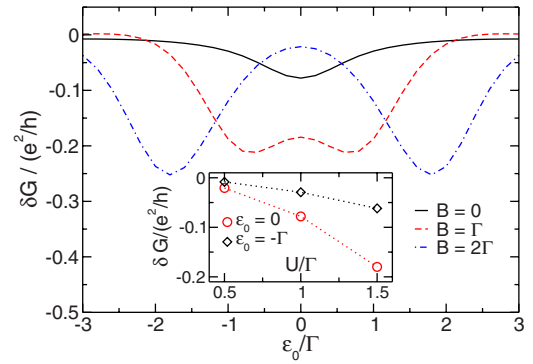 0
-0.1
-0.2
-0.3
-0.4
-0.5
δG / (e²/h)
-3 -2 -1 0 1 2 3
ε₀/Γ
B = 0
B = Γ
B = 2Γ
0
-0.1
-0.2
δ G/(e²/h)
ε₀ = 0
ε₀ = -Γ
0.5 1 1.5
U/Γ